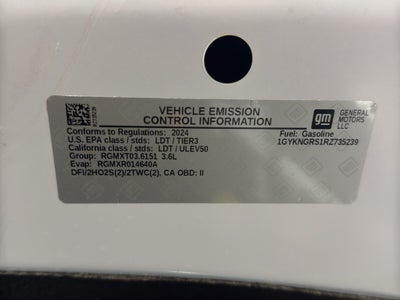 VEHICLE EMISSION
CONTROL INFORMATION
gm
GENERAL
MOTORS
LLC
Conforms to Regulations: 2024
U.S. EPA class / stds: LDT / TIER3
California class / stds: LDT / ULEV50
Group: RGMXT03.6151 3.6L
Evap: RGMXR014640A
DFI/2HO2S(2)/2TWC(2), CA OBD: II
Fuel: Gasoline
1GYKNGRS1RZ735239